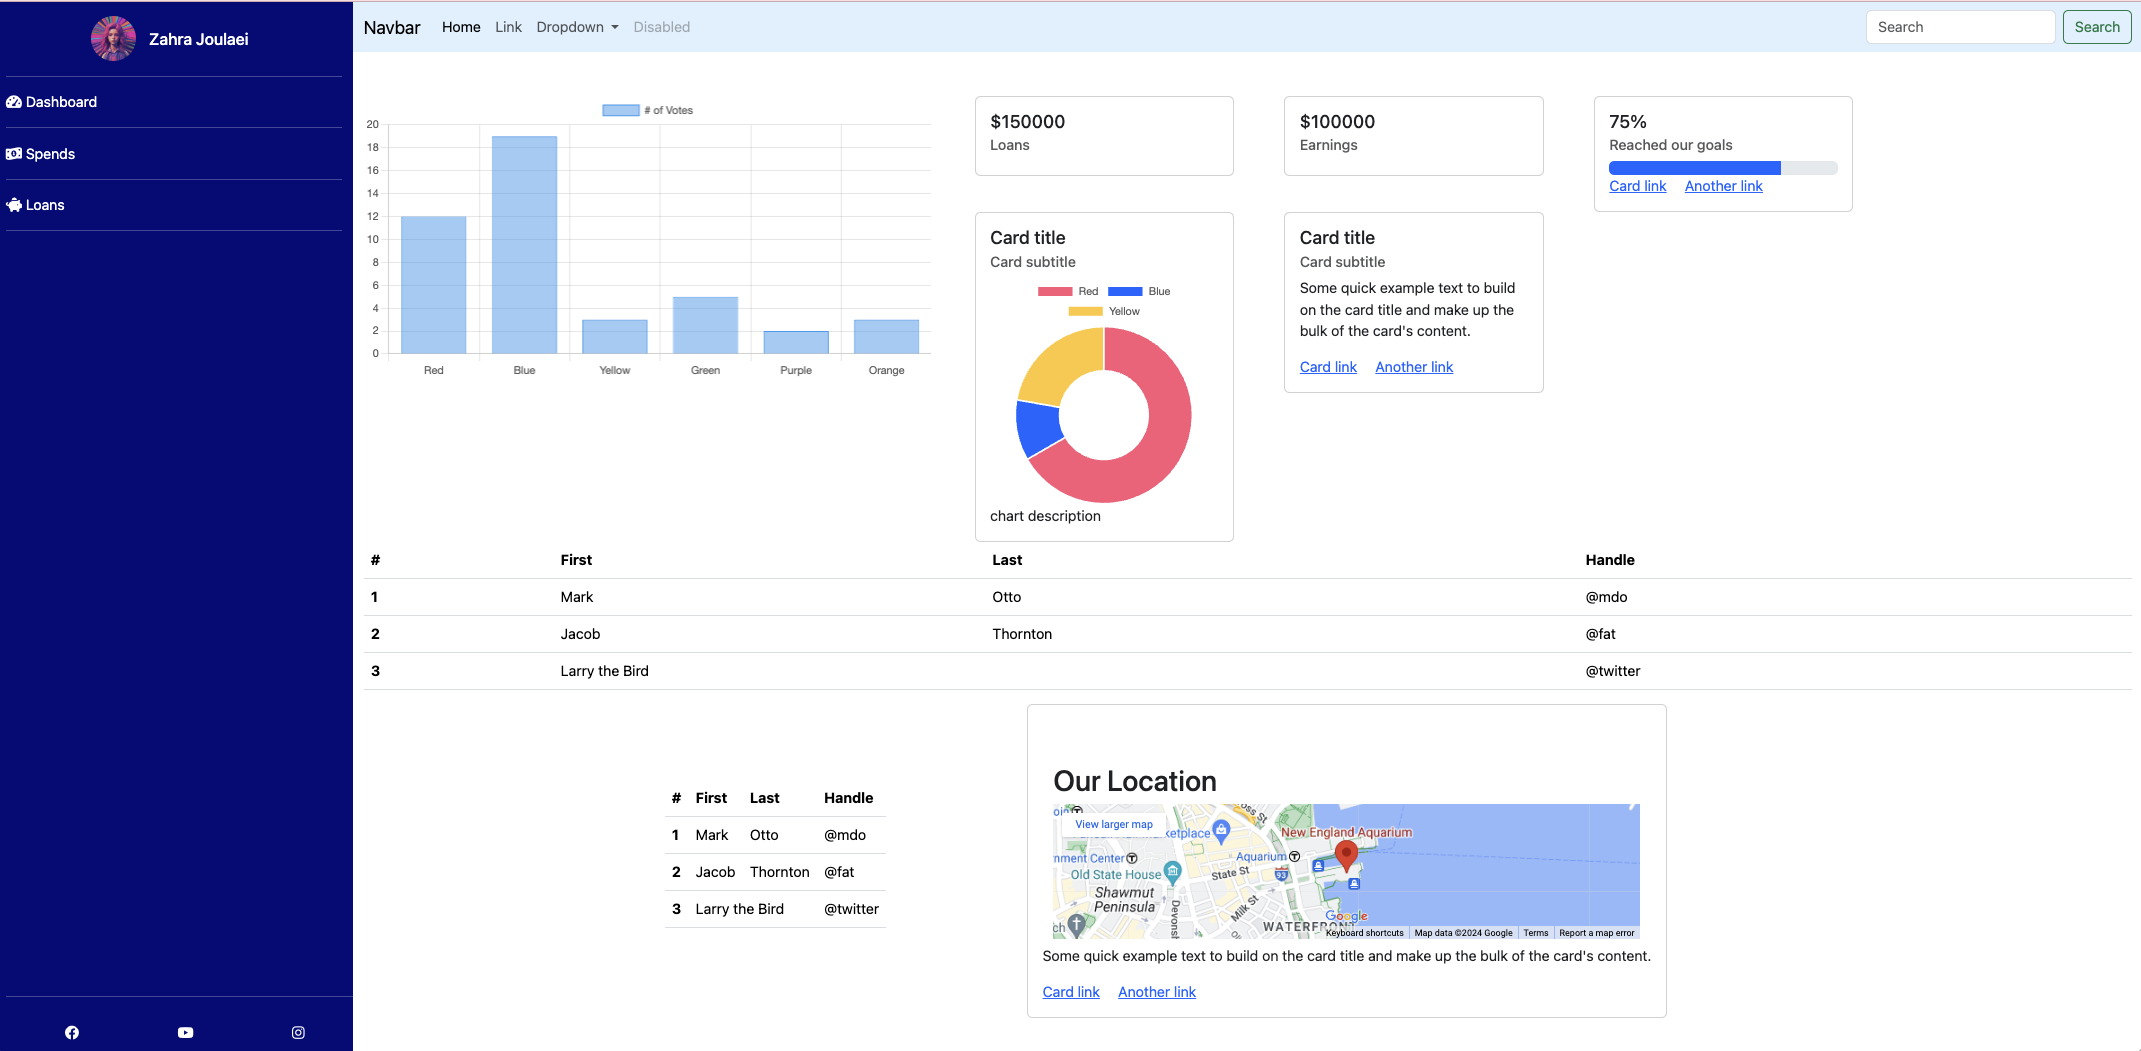 Zahra Joulaei
Dashboard
Spends
Loans
Navbar Home Link Dropdown Disabled Search Search
# of Votes
20
18
16
14
12
10
8
6
4
2
0
Red Blue Yellow Green Purple Orange
$150000
Loans
$100000
Earnings
75%
Reached our goals
Card link Another link
Card title
Card subtitle
Red Blue
Yellow
chart description
Card title
Card subtitle
Some quick example text to build
on the card title and make up the
bulk of the card's content.
Card link Another link
# First Last Handle
1 Mark Otto @mdo
2 Jacob Thornton @fat
3 Larry the Bird @twitter
# First Last Handle
1 Mark Otto @mdo
2 Jacob Thornton @fat
3 Larry the Bird @twitter
Our Location
View larger map
New England Aquarium
Aquarium
Old State House
State St
93
Shawmut
Peninsula
Milk St
WATERFRONT
Google
Keyboard shortcuts Map data ©2024 Google Terms Report a map error
Some quick example text to build on the card title and make up the bulk of the card's content.
Card link Another link